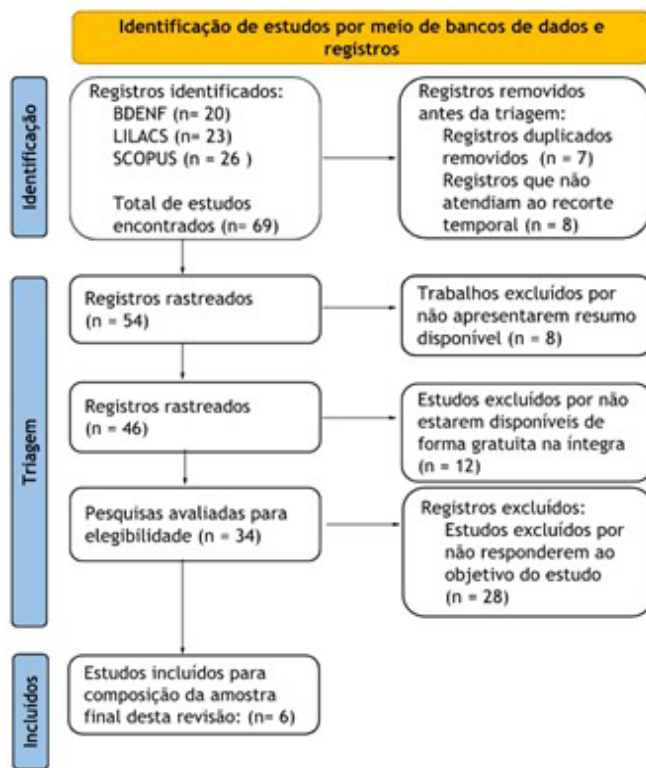 Identificação de estudos por meio de bancos de dados e
registros
Identificação
Registros identificados:
BDENF (n= 20)
LILACS (n= 23)
SCOPUS (n= 26 )
Total de estudos
encontrados (n= 69)
Registros removidos
antes da triagem:
Registros duplicados
removidos (n = 7)
Registros que não
atendiam ao recorte
temporal (n = 8)
Triagem
Registros rastreados
(n = 54)
Trabalhos excluídos por
não apresentarem resumo
disponível (n = 8)
Registros rastreados
(n = 46)
Estudos excluídos por não
estarem disponíveis de
forma gratuita na íntegra
(n = 12)
Pesquisas avaliadas para
elegibilidade (n = 34)
Registros excluídos:
Estudos excluídos por
não responderem ao
objetivo do estudo
(n = 28)
Incluídos
Estudos incluídos para
composição da amostra
final desta revisão: (n= 6)